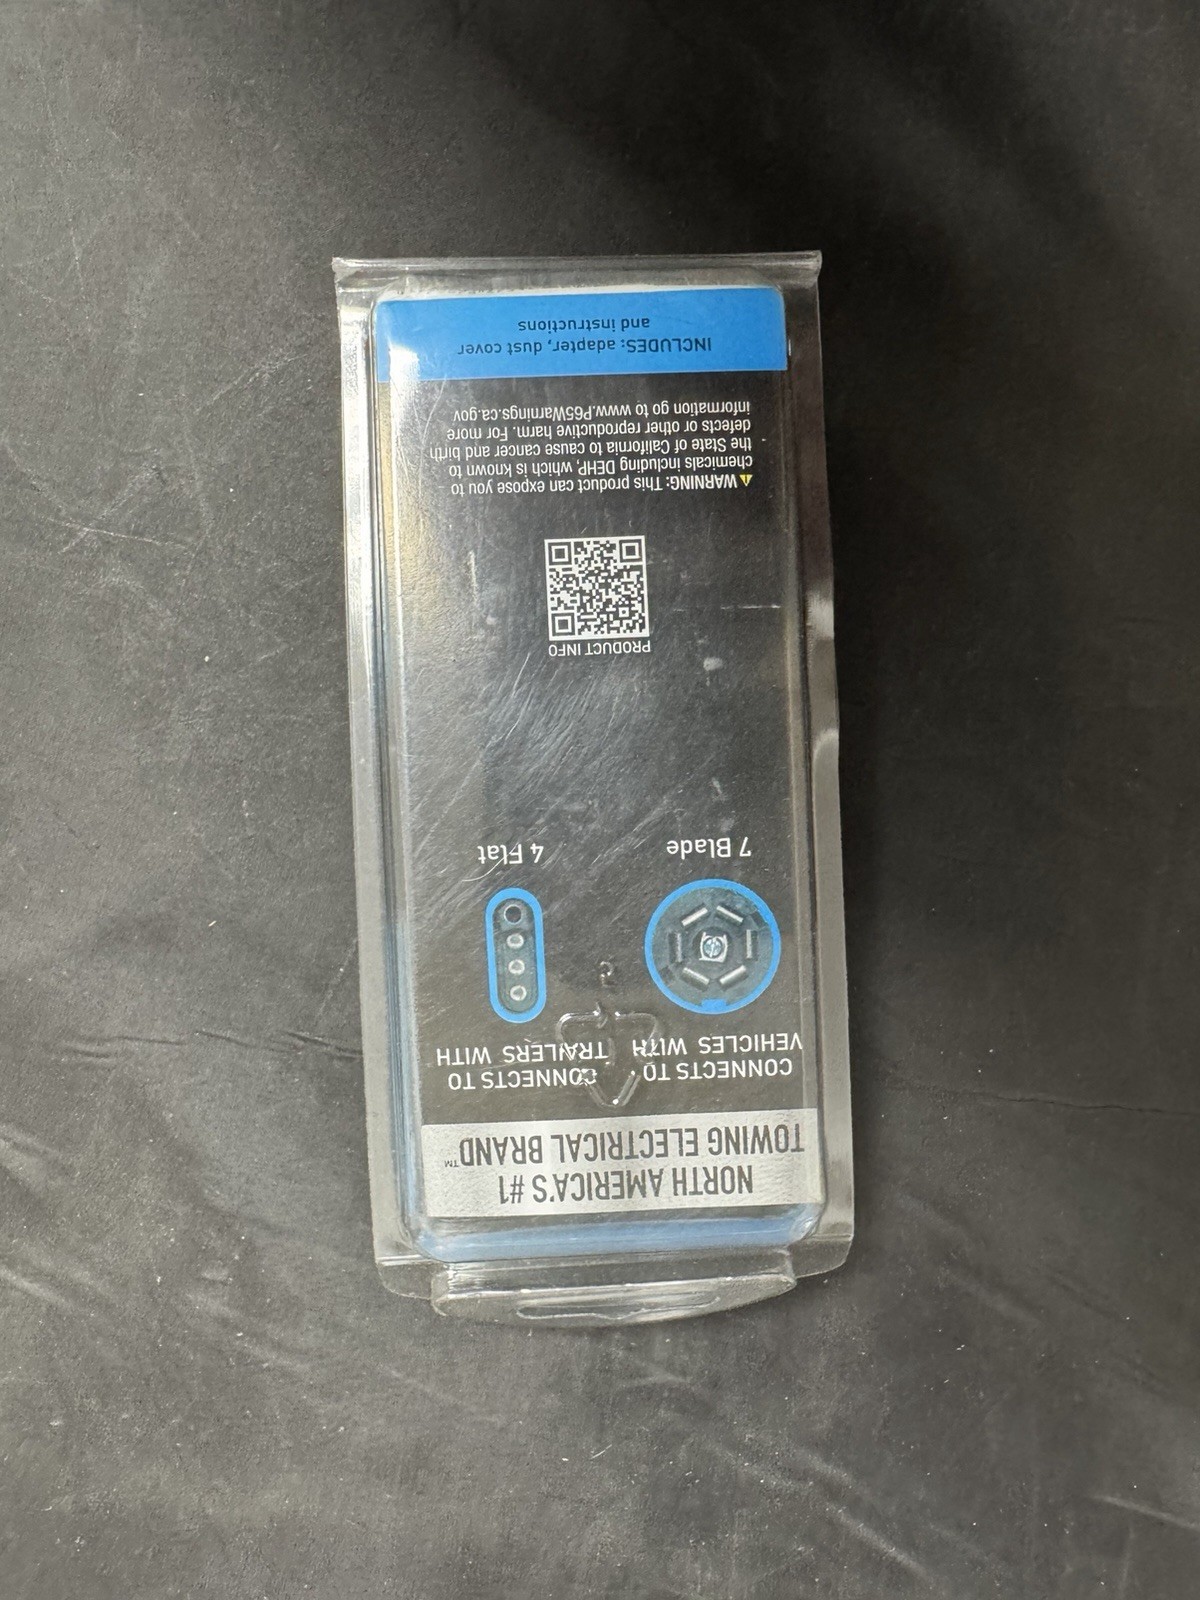 NORTH AMERICA'S #1
TOWING ELECTRICAL BRAND™
CONNECTS TO
VEHICLES WITH
7 Blade
CONNECTS TO
TRAILERS WITH
4 Flat
PRODUCT INFO
WARNING: This product can expose you to
chemicals including DEHP, which is known to
the State of California to cause cancer and birth
defects or other reproductive harm. For more
information go to www.P65Warnings.ca.gov
INCLUDES: adapter, dust cover
and instructions